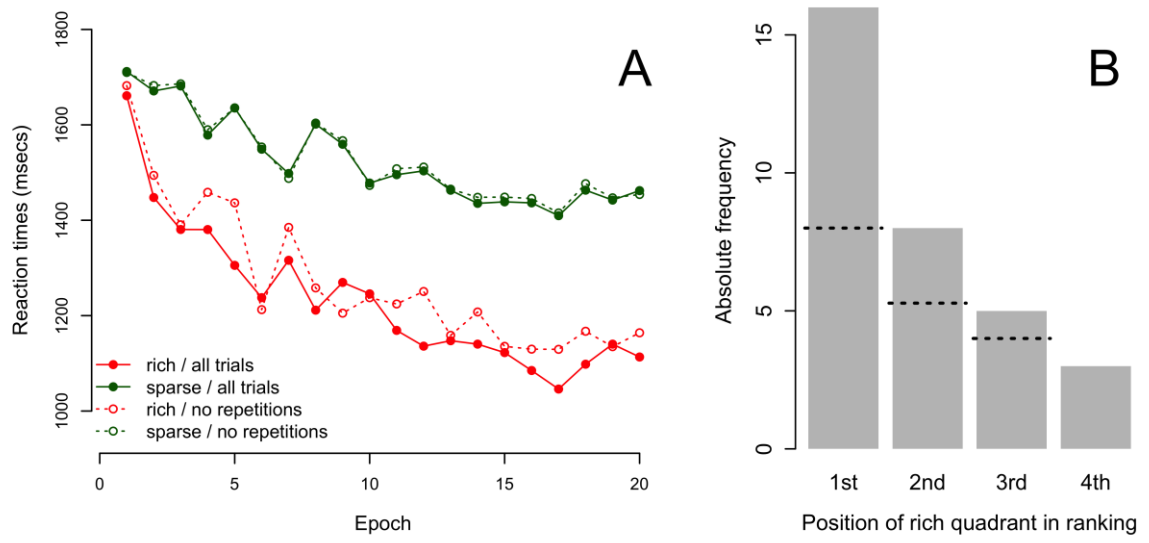 A
Reaction times (msecs)
1800
1600
1400
1200
1000
rich / all trials
sparse / all trials
rich / no repetitions
sparse / no repetitions
0 5 10 15 20
Epoch
B
Absolute frequency
15
10
5
0
1st 2nd 3rd 4th
Position of rich quadrant in ranking